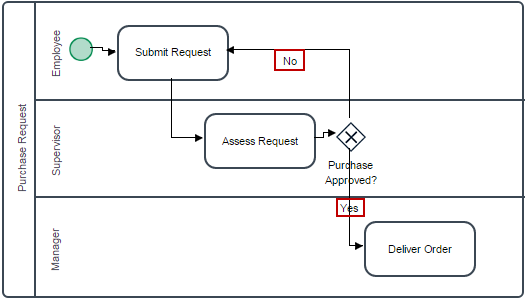 Purchase Request
Employee
Submit Request
No
Supervisor
Assess Request
Purchase
Approved?
Yes
Manager
Deliver Order